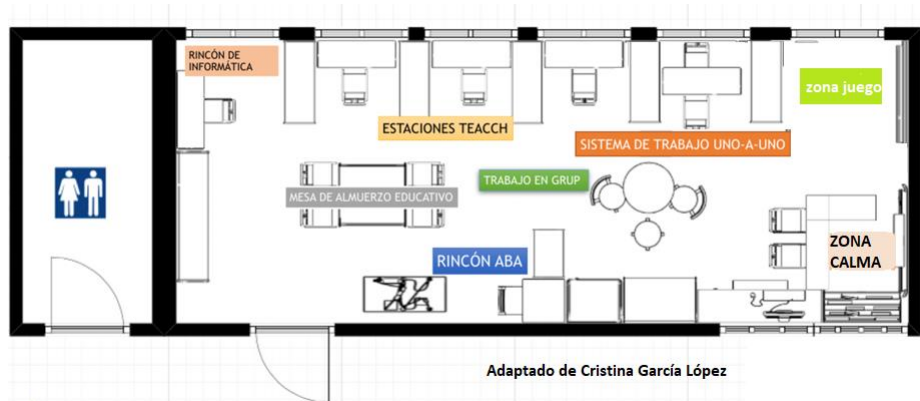 RINCÓN DE
INFORMÁTICA
zona juego
ESTACIONES TEACCH
SISTEMA DE TRABAJO UNO-A-UNO
TRABAJO EN GRUP
MESA DE ALMUERZO EDUCATIVO
ZONA
CALMA
RINCÓN ABA
Adaptado de Cristina García López